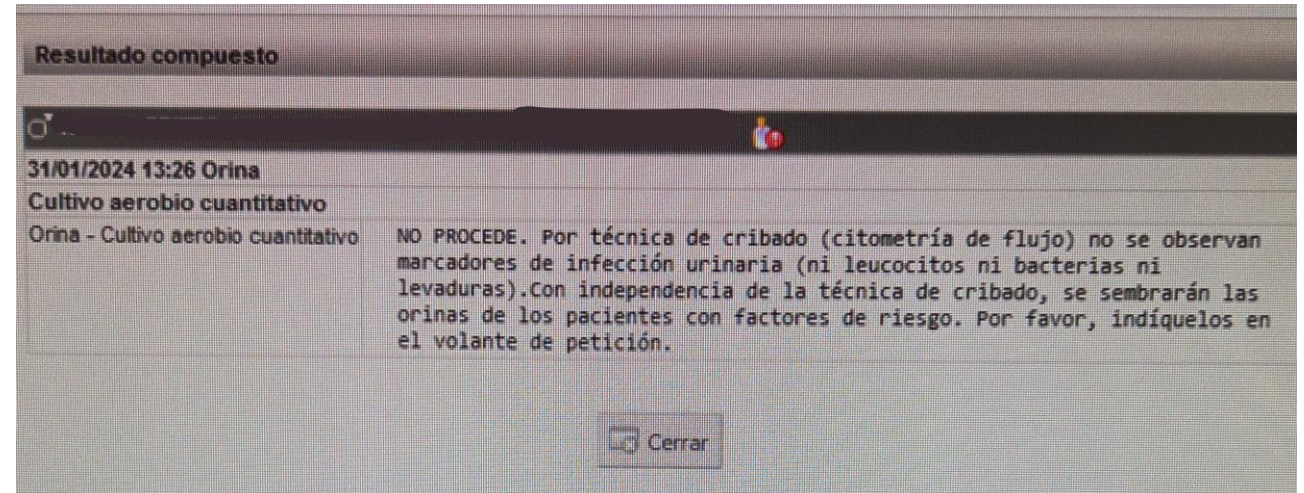 Resultado compuesto
31/01/2024 13:26 Orina
Cultivo aerobio cuantitativo
Orina - Cultivo aerobio cuantitativo
NO PROCEDE. Por técnica de cribado (citometría de flujo) no se observan
marcadores de infección urinaria (ni leucocitos ni bacterias ni
levaduras).Con independencia de la técnica de cribado, se sembrarán las
orinas de los pacientes con factores de riesgo. Por favor, indíquelos en
el volante de petición.
Cerrar